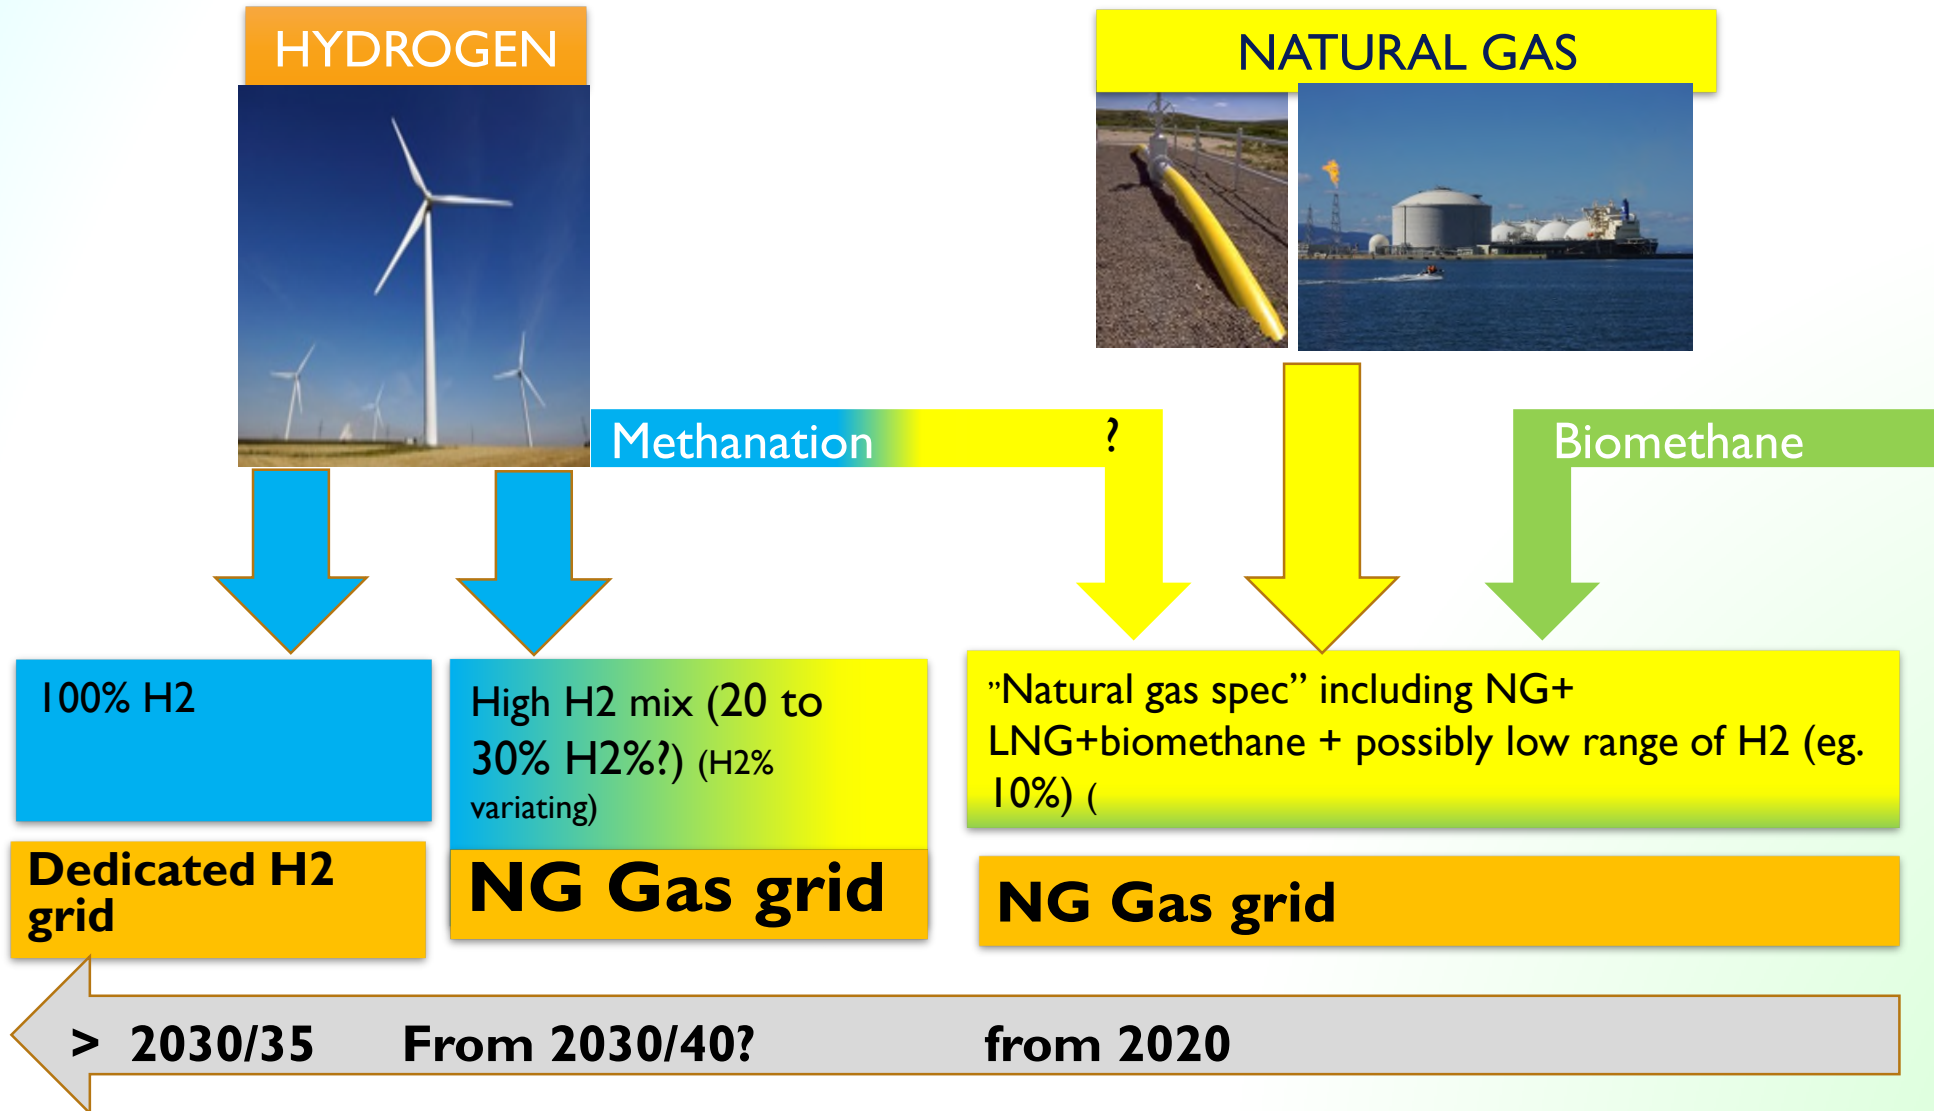 HYDROGEN
NATURAL GAS
Methanation
?
Biomethane
100% H2
High H2 mix (20 to
30% H2%?) (H2%
variating)
”Natural gas spec” including NG+
LNG+biomethane + possibly low range of H2 (eg.
10%) (
Dedicated H2
grid
NG Gas grid
NG Gas grid
> 2030/35 From 2030/40? from 2020